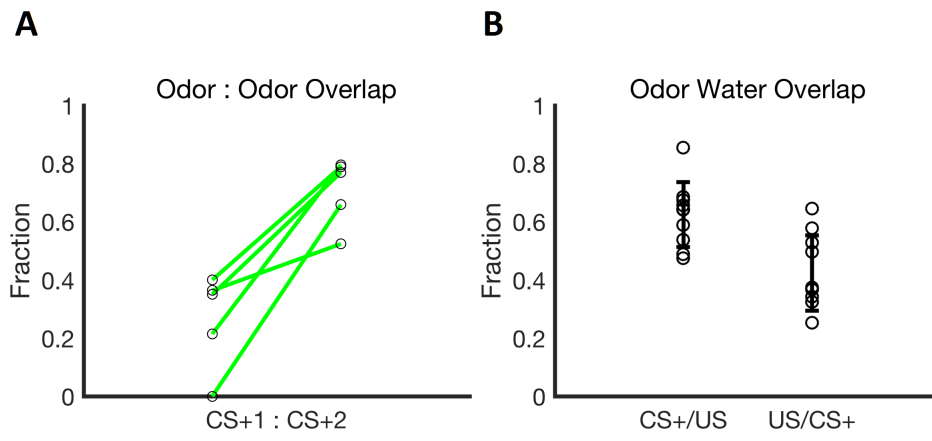 A
Odor : Odor Overlap
Fraction
1
0.8
0.6
0.4
0.2
0
CS+1 : CS+2
B
Odor Water Overlap
Fraction
1
0.8
0.6
0.4
0.2
0
CS+/US
US/CS+